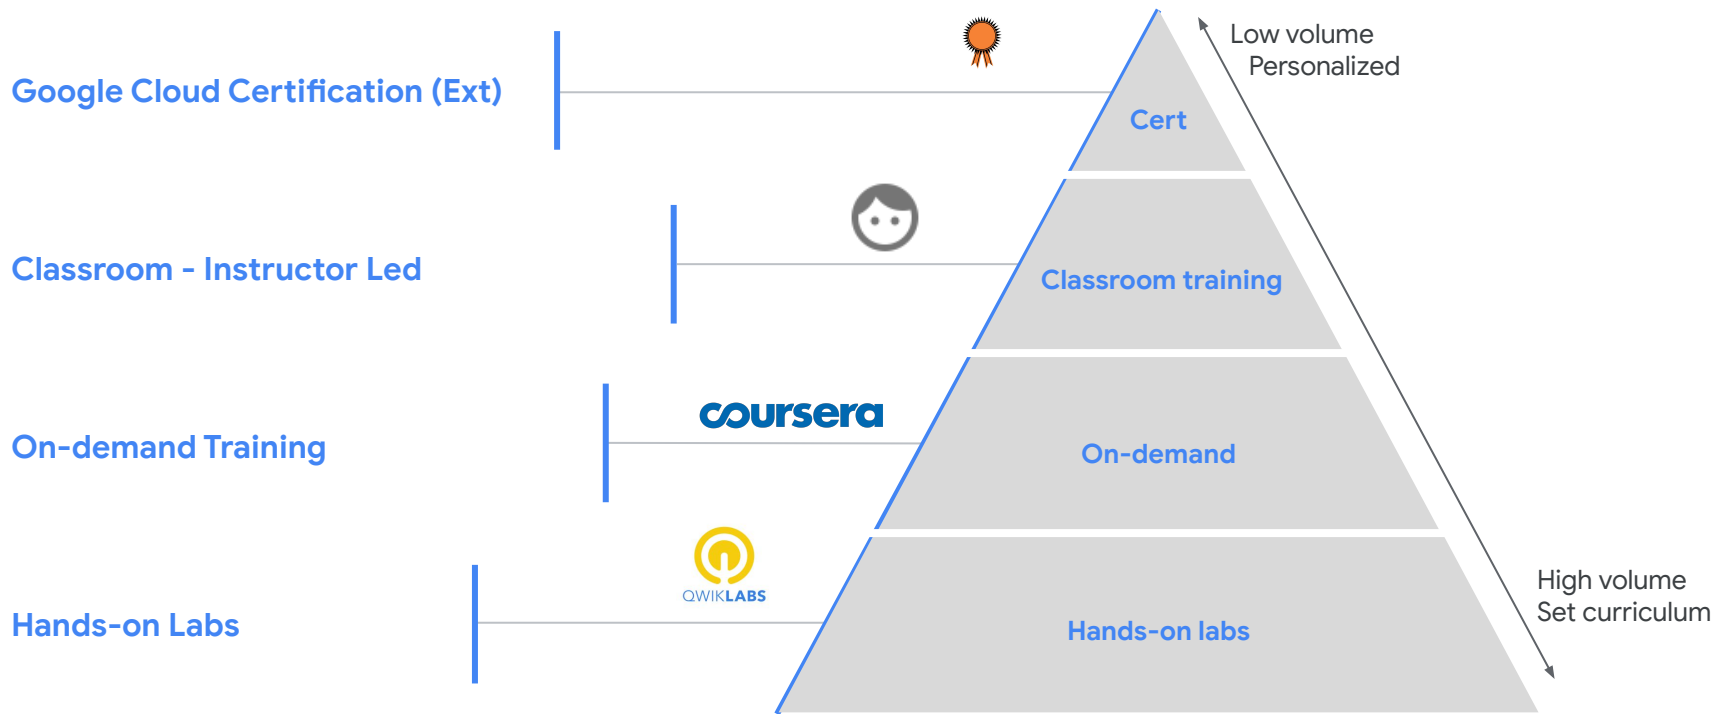 Low volume
Personalized
Google Cloud Certification (Ext)
Cert
Classroom - Instructor Led
Classroom training
coursera
On-demand Training
On-demand
QWIKLABS
High volume
Set curriculum
Hands-on Labs
Hands-on labs